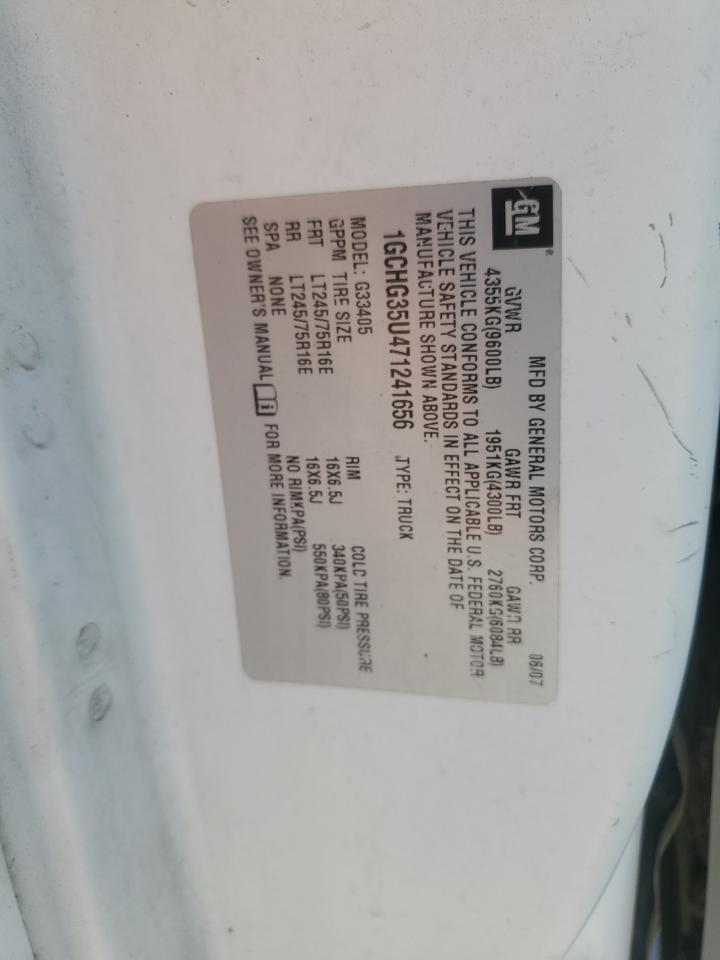 GM ®
MFD BY GENERAL MOTORS CORP. 06/07
GVWR GAWR FRT GAWR RR
4355KG(9600LB) 1951KG(4300LB) 2760KG(6084LB)
THIS VEHICLE CONFORMS TO ALL APPLICABLE U.S. FEDERAL MOTOR
VEHICLE SAFETY STANDARDS IN EFFECT ON THE DATE OF
MANUFACTURE SHOWN ABOVE.
1GCHG35U471241656 TYPE: TRUCK
MODEL: G33405
GPPM TIRE SIZE RIM COLD TIRE PRESSURE
FRT LT245/75R16E 16X6.5J 340KPA(50PSI)
RR LT245/75R16E 16X6.5J 550KPA(80PSI)
SPA NONE NO RIMKPA(PSI)
SEE OWNER'S MANUAL i FOR MORE INFORMATION.